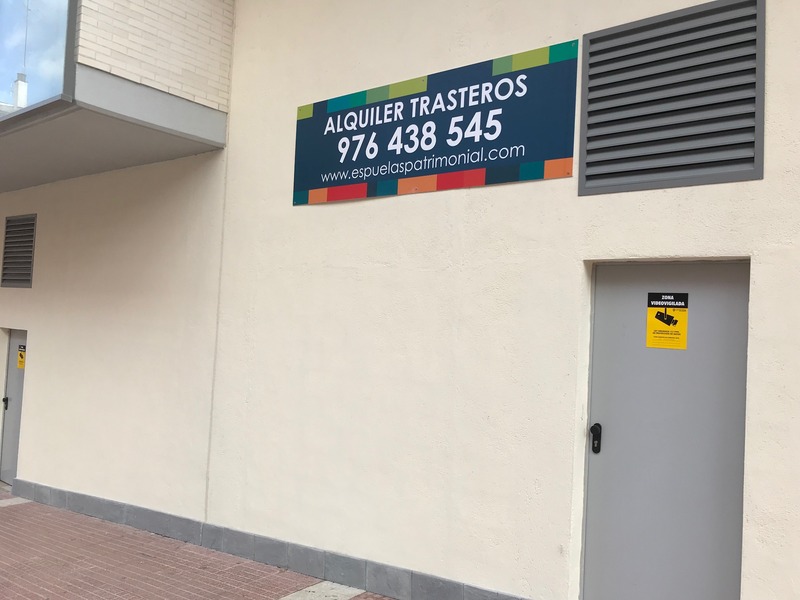 ALQUILER TRASTEROS
976 438 545
www.espuelaspatrimonial.com
ZONA
VIDEOVIGILADA